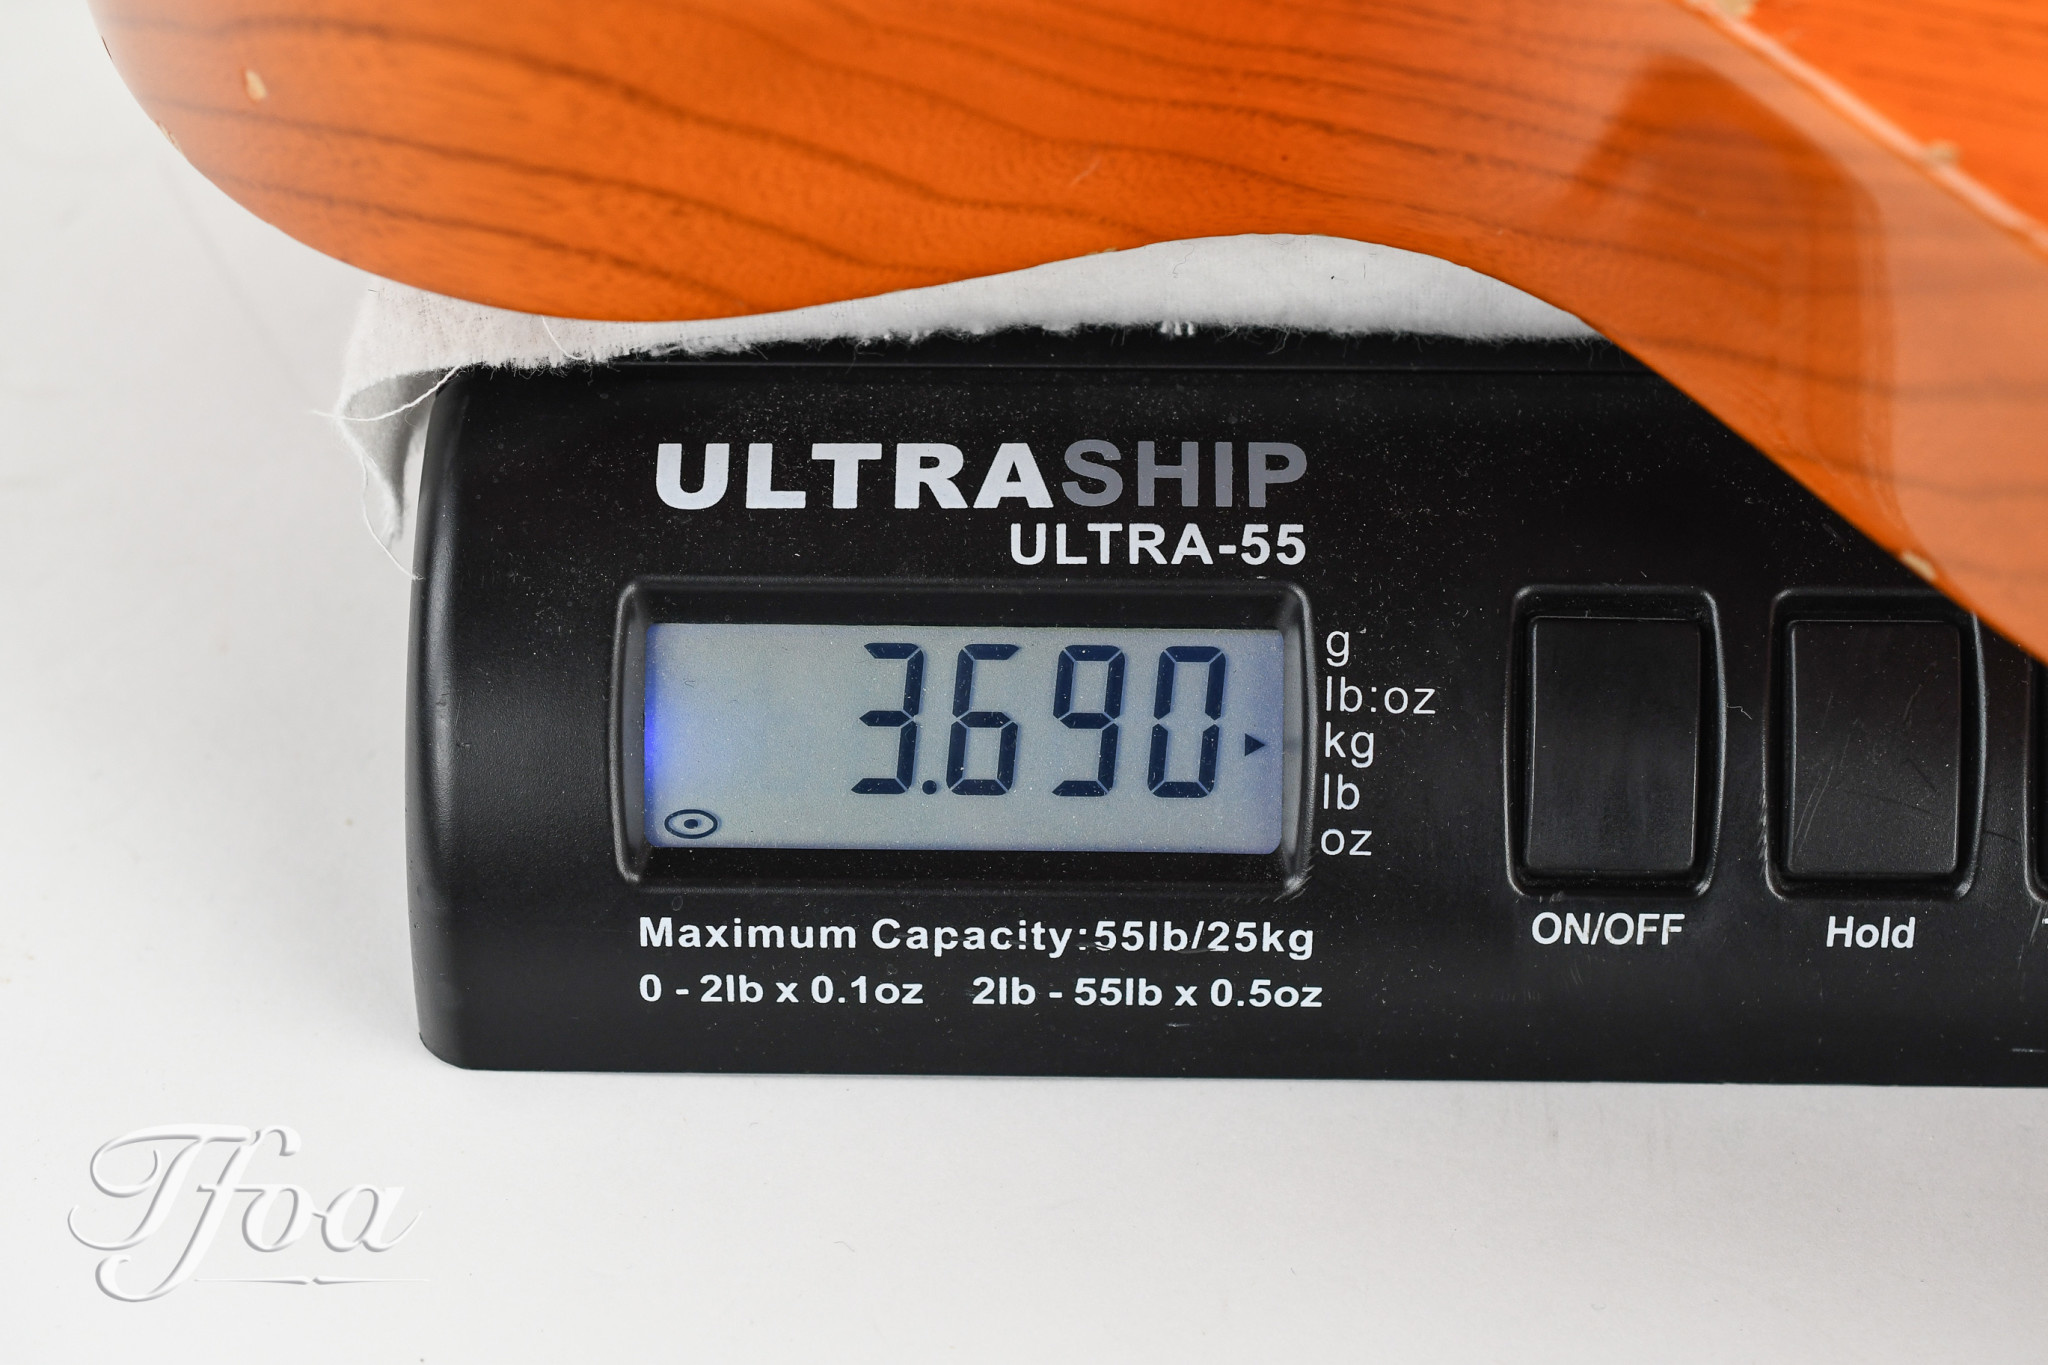 ULTRASHIP
ULTRA-55
3.690
g
lb:oz
kg
lb
oz
Maximum Capacity:55lb/25kg
0 - 2lb x 0.1oz 2lb - 55lb x 0.5oz
ON/OFF
Hold
Tfoa